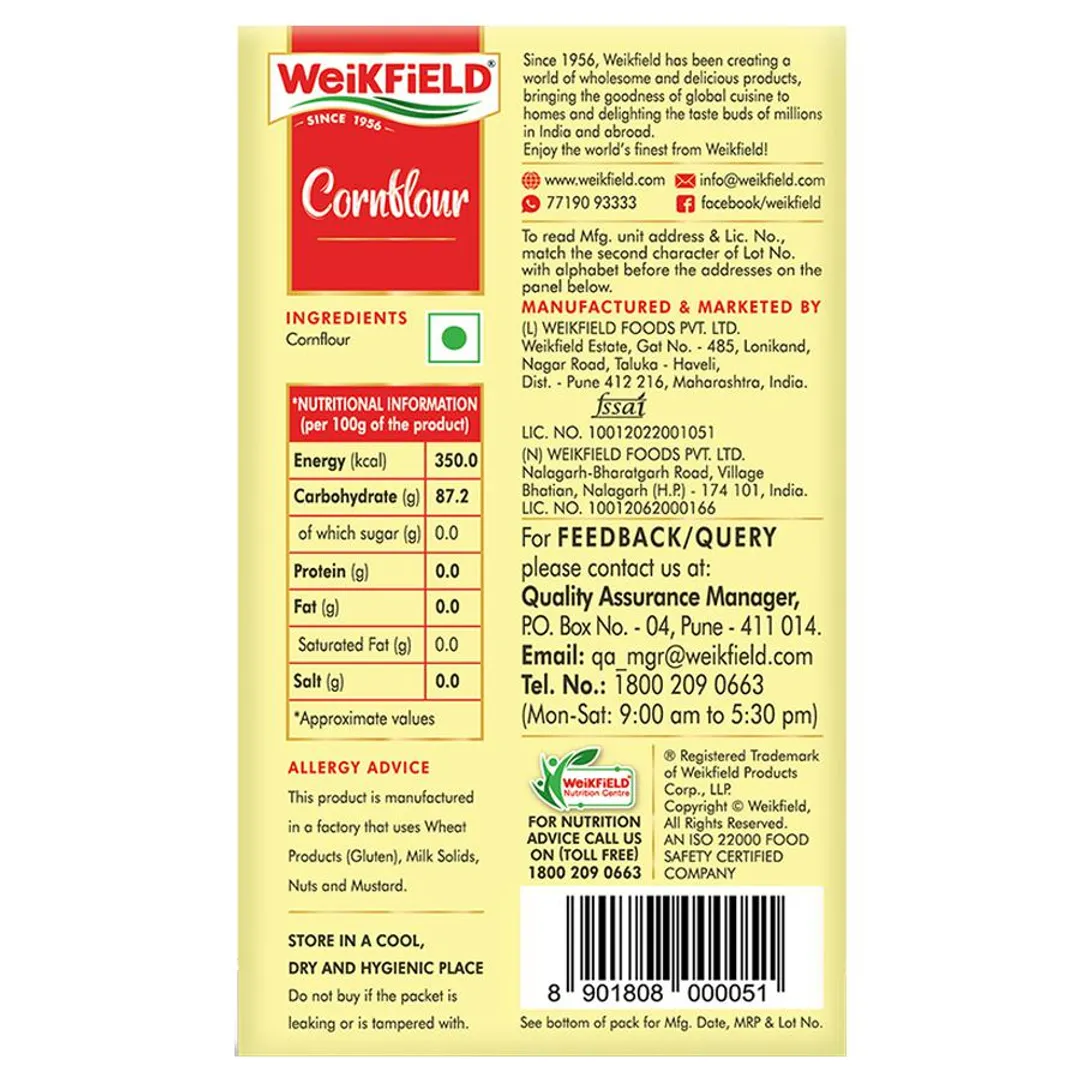 WEIKFIELD®
SINCE 1956
Cornflour
INGREDIENTS
Cornflour
*NUTRITIONAL INFORMATION
(per 100g of the product)
Energy (kcal) 350.0
Carbohydrate (g) 87.2
of which sugar (g) 0.0
Protein (g) 0.0
Fat (g) 0.0
Saturated Fat (g) 0.0
Salt (g) 0.0
*Approximate values
ALLERGY ADVICE
This product is manufactured
in a factory that uses Wheat
Products (Gluten), Milk Solids,
Nuts and Mustard.
STORE IN A COOL,
DRY AND HYGIENIC PLACE
Do not buy if the packet is
leaking or is tampered with.
Since 1956, Weikfield has been creating a
world of wholesome and delicious products,
bringing the goodness of global cuisine to
homes and delighting the taste buds of millions
in India and abroad.
Enjoy the world's finest from Weikfield!
www.weikfield.com info@weikfield.com
77190 93333 facebook/weikfield
To read Mfg. unit address & Lic. No.,
match the second character of Lot No.
with alphabet before the addresses on the
panel below.
MANUFACTURED & MARKETED BY
(L) WEIKFIELD FOODS PVT. LTD.
Weikfield Estate, Gat No. - 485, Lonikand,
Nagar Road, Taluka - Haveli,
Dist. - Pune 412 216, Maharashtra, India.
fssai
LIC. NO. 10012022001051
(N) WEIKFIELD FOODS PVT. LTD.
Nalagarh-Bharatgarh Road, Village
Bhatian, Nalagarh (H.P.) - 174 101, India.
LIC. NO. 10012062000166
For FEEDBACK/QUERY
please contact us at:
Quality Assurance Manager,
P.O. Box No. - 04, Pune - 411 014.
Email: qa_mgr@weikfield.com
Tel. No.: 1800 209 0663
(Mon-Sat: 9:00 am to 5:30 pm)
WEIKFIELD
Nutrition Centre
FOR NUTRITION
ADVICE CALL US
ON (TOLL FREE)
1800 209 0663
® Registered Trademark
of Weikfield Products
Corp., LLP.
Copyright © Weikfield,
All Rights Reserved.
AN ISO 22000 FOOD
SAFETY CERTIFIED
COMPANY
8 901808 000051
See bottom of pack for Mfg. Date, MRP & Lot No.